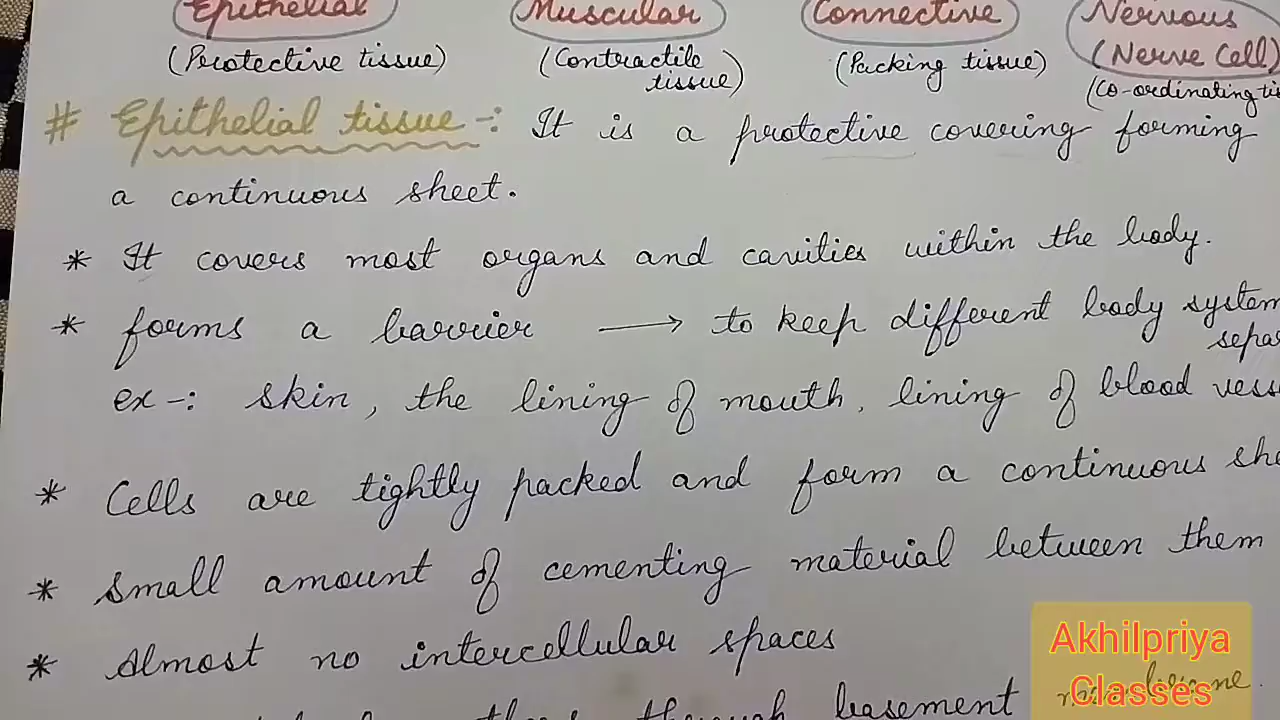 Epithelial Muscular Connective Nervous
(Nerve Cell)
(Protective tissue) (Contractile tissue) (Packing tissue) (Co-ordinating
# Epithelial tissue -: It is a protective covering forming
a continuous sheet.
* It covers most organs and cavities within the body.
* forms a barrier → to keep different body system
ex -: skin, the lining of mouth, lining of blood
* Cells are tightly packed and form a continuous
* Small amount of cementing material between them
* Almost no intercellular spaces
through basement
Akhilpriya
Classes